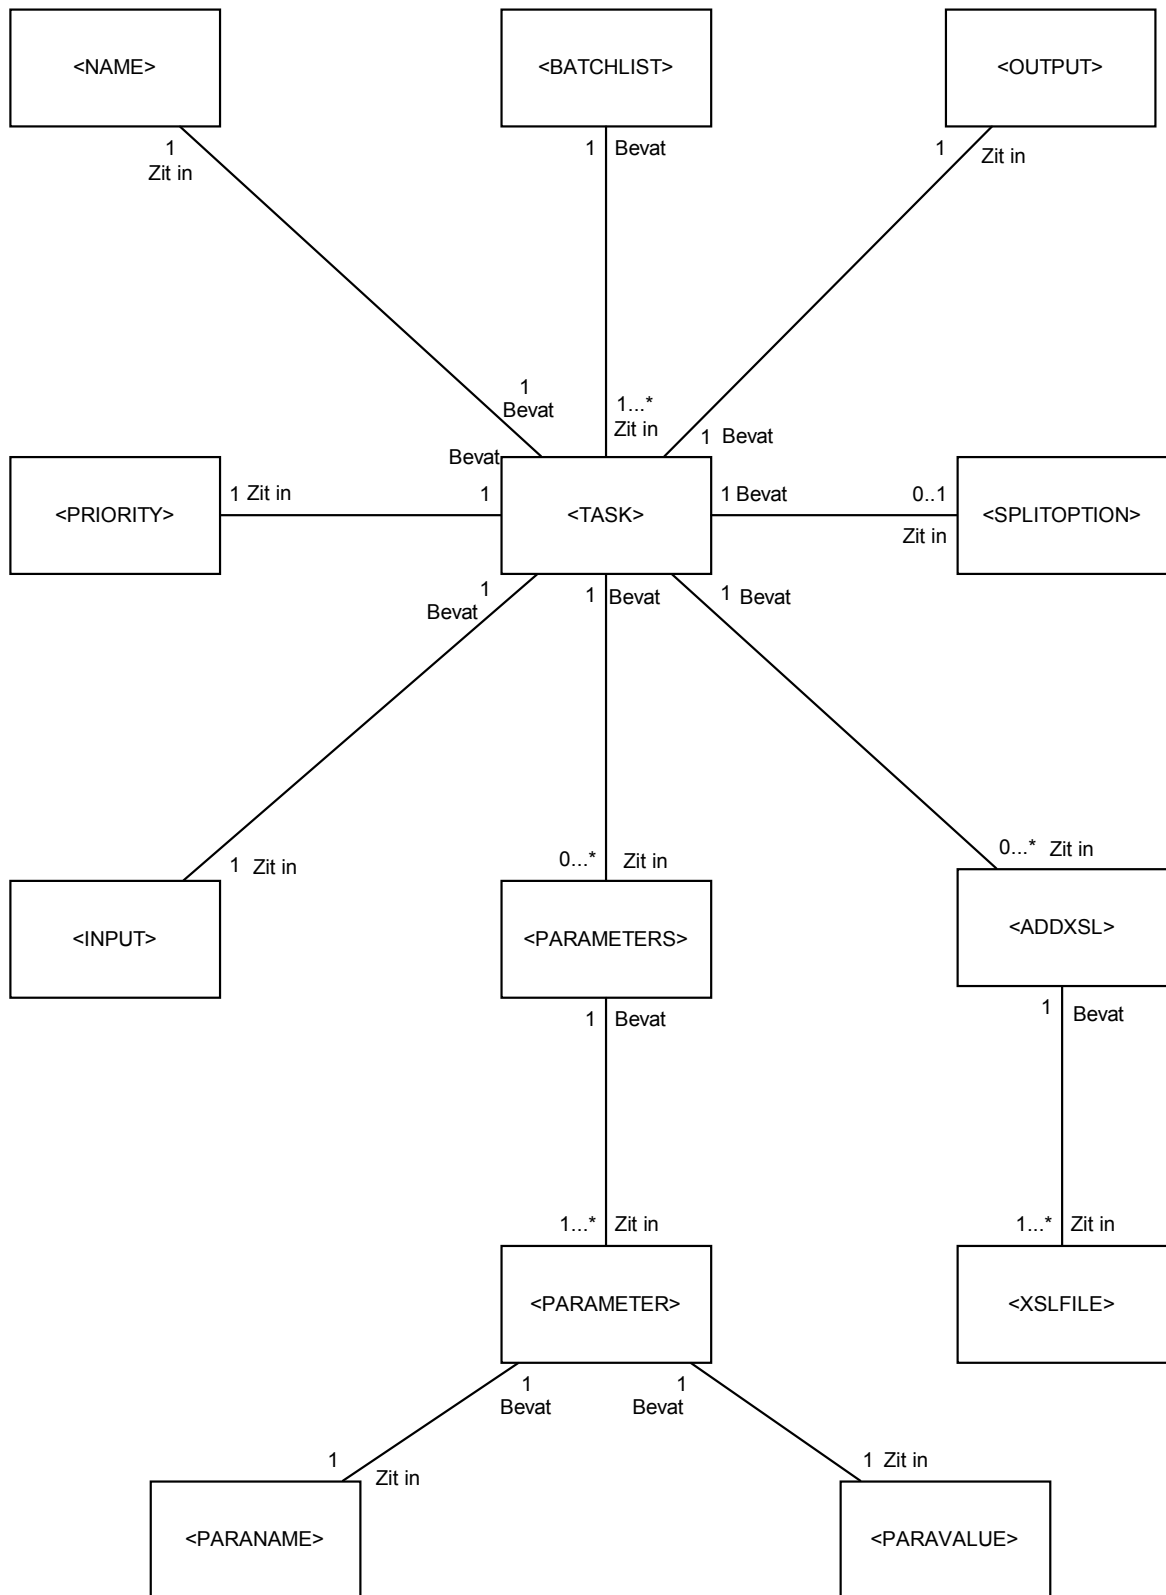 <NAME>
<BATCHLIST>
<OUTPUT>
1
Zit in
1 Bevat
1
Zit in
1
Bevat
1...*
Zit in
1 Bevat
Bevat
<PRIORITY>
1 Zit in
1
<TASK>
1 Bevat
0..1
Zit in
<SPLITOPTION>
1
Bevat
1 Bevat
1 Bevat
1 Zit in
0...* Zit in
0...* Zit in
<INPUT>
<PARAMETERS>
<ADDXSL>
1 Bevat
1 Bevat
1...* Zit in
1...* Zit in
<PARAMETER>
<XSLFILE>
1
Bevat
1
Bevat
1
Zit in
1 Zit in
<PARANAME>
<PARAVALUE>